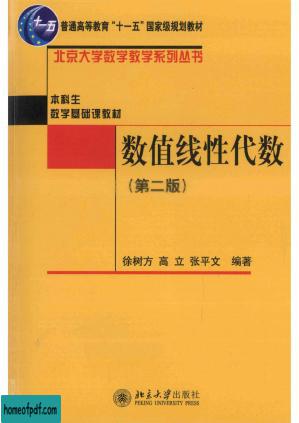 十一五
普通高等教育"十一五"国家级规划教材
北京大学数学教学系列丛书
本科生
数学基础课教材
数值线性代数
(第二版)
徐树方 高 立 张平文 编著
北京大学出版社
PEKING UNIVERSITY PRESS
homeofpdf.com